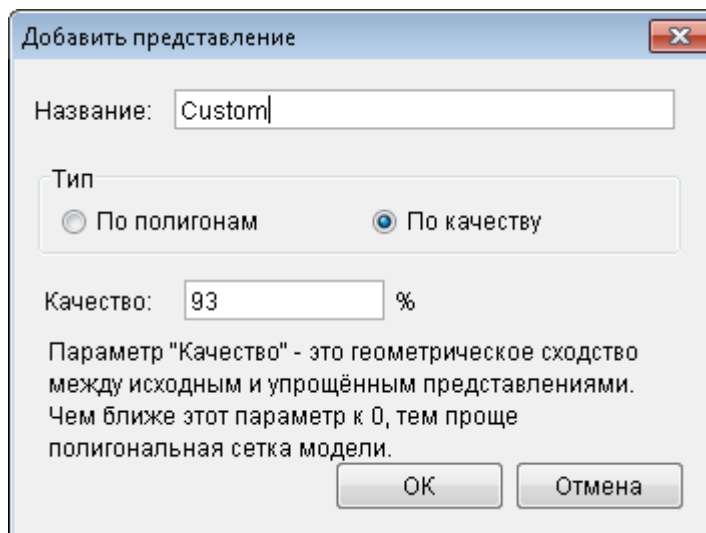 Добавить представление
Название: Custom
Тип
По полигонам По качеству
Качество: 93 %
Параметр "Качество" - это геометрическое сходство
между исходным и упрощённым представлениями.
Чем ближе этот параметр к 0, тем проще
полигональная сетка модели.
ОК Отмена